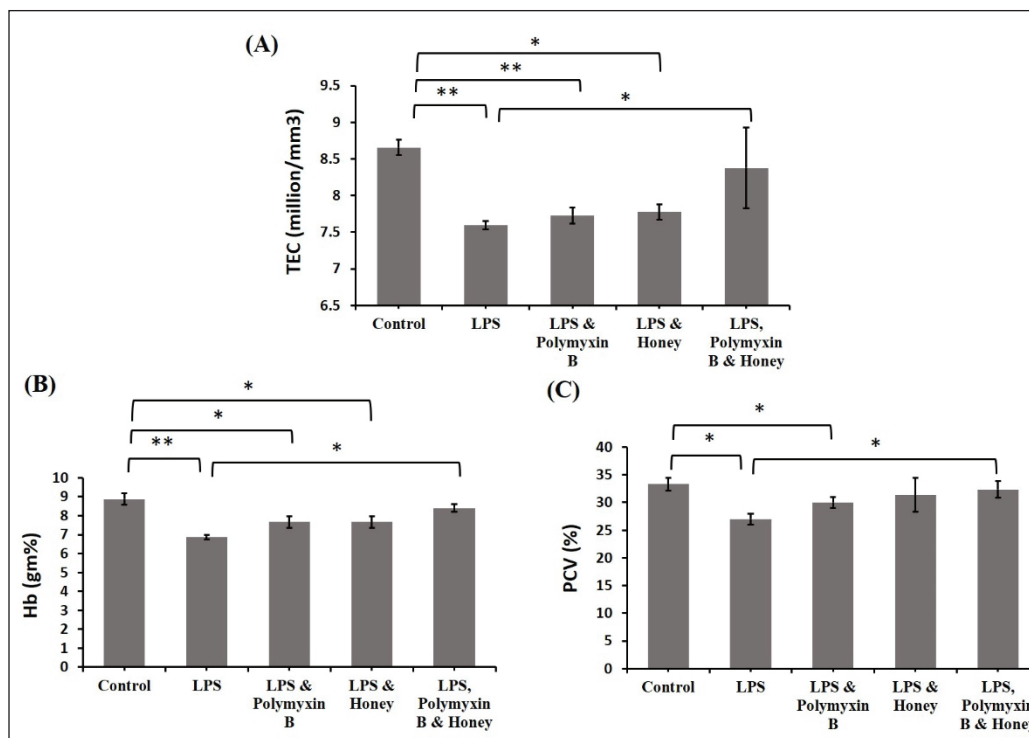 (A)
*
**
**
*
TEC (million/mm3)
9.5
9
8.5
8
7.5
7
6.5
Control
LPS
LPS &
Polymyxin
B
LPS &
Honey
LPS,
Polymyxin
B & Honey
(B)
*
*
**
*
Hb (gm%)
10
9
8
7
6
5
4
3
2
1
0
Control
LPS
LPS &
Polymyxin
B
LPS &
Honey
LPS,
Polymyxin
B & Honey
(C)
*
*
*
PCV (%)
40
35
30
25
20
15
10
5
0
Control
LPS
LPS &
Polymyxin
B
LPS &
Honey
LPS,
Polymyxin
B & Honey